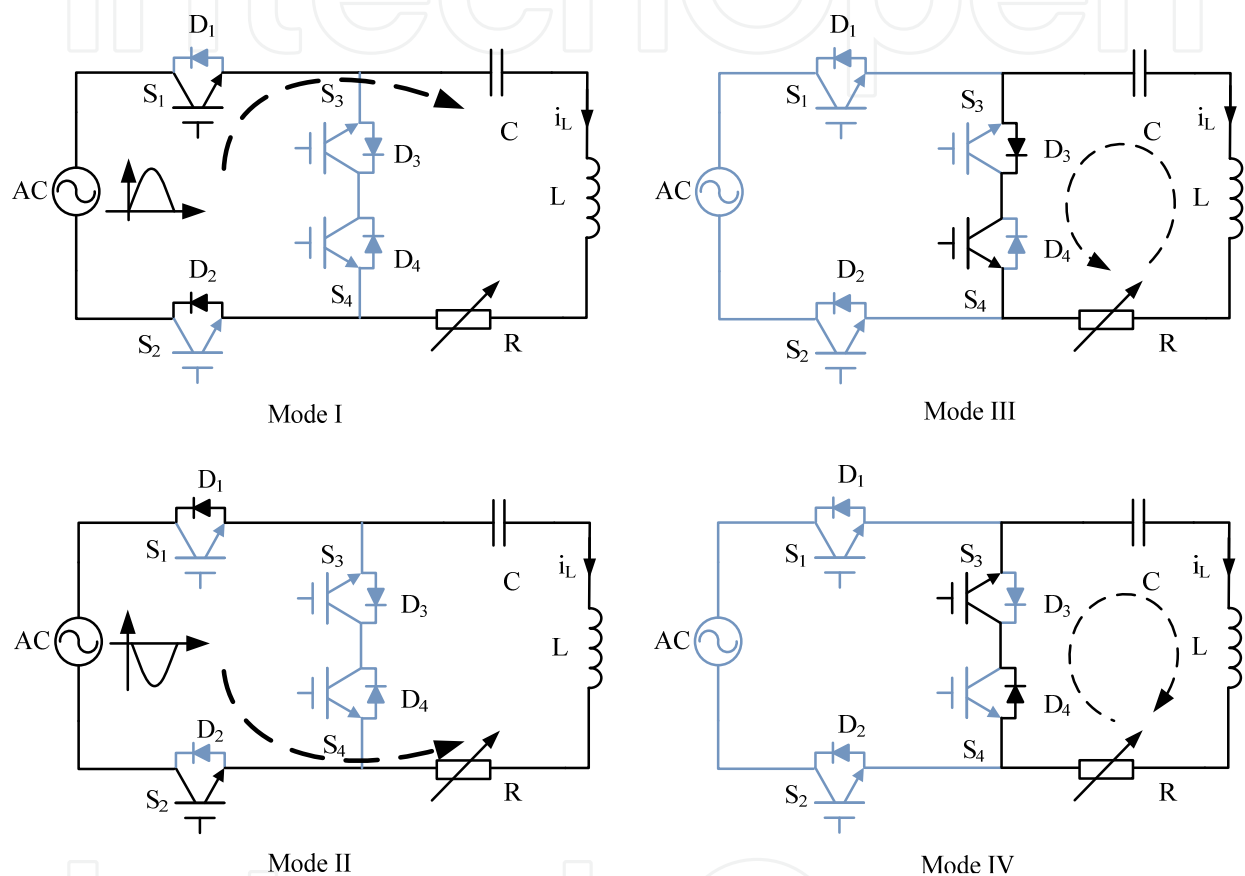 intechopen
D1
S1
S3
C
iL
D3
AC
L
D4
D2
S4
S2
R
Mode I
D1
S1
S3
C
iL
D3
AC
L
D4
D2
S4
S2
R
Mode III
D1
S1
S3
C
iL
D3
AC
L
D4
D2
S4
S2
R
Mode II
D1
S1
S3
C
iL
D3
AC
L
D4
D2
S4
S2
R
Mode IV